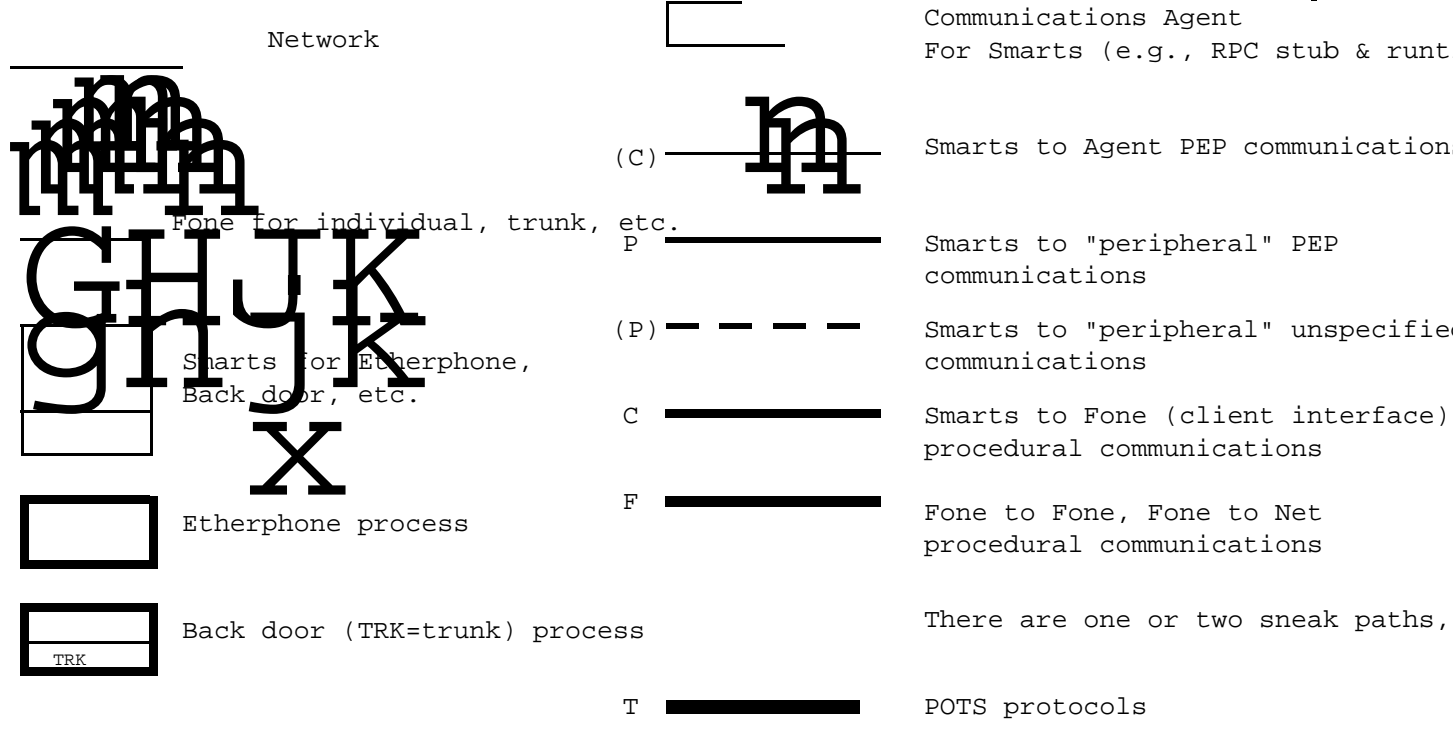 Network
Fone for individual, trunk, etc.
G H J K
g n j k
Smarts for Etherphone,
Back door, etc.
x
Etherphone process
Back door (TRK=trunk) process
TRK
Communications Agent
For Smarts (e.g., RPC stub & runt
n
(C)
Smarts to Agent PEP communication
P
Smarts to "peripheral" PEP
communications
(P)
Smarts to "peripheral" unspecified
communications
C
Smarts to Fone (client interface)
procedural communications
F
Fone to Fone, Fone to Net
procedural communications
There are one or two sneak paths,
T
POTS protocols